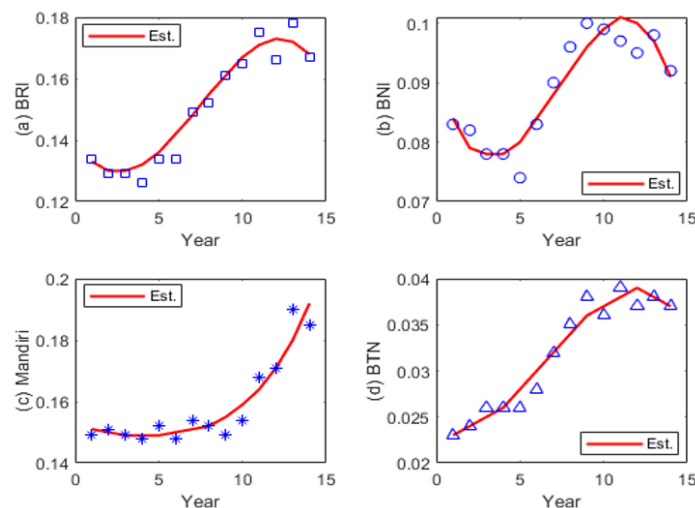 0.18
0.16
0.14
0.12
(a) BRI
Est.
0 5 10 15
Year
0.1
0.09
0.08
0.07
(b) BNI
Est.
0 5 10 15
Year
0.2
0.18
0.16
0.14
(c) Mandiri
Est.
0 5 10 15
Year
0.04
0.035
0.03
0.025
0.02
(d) BTN
Est.
0 5 10 15
Year